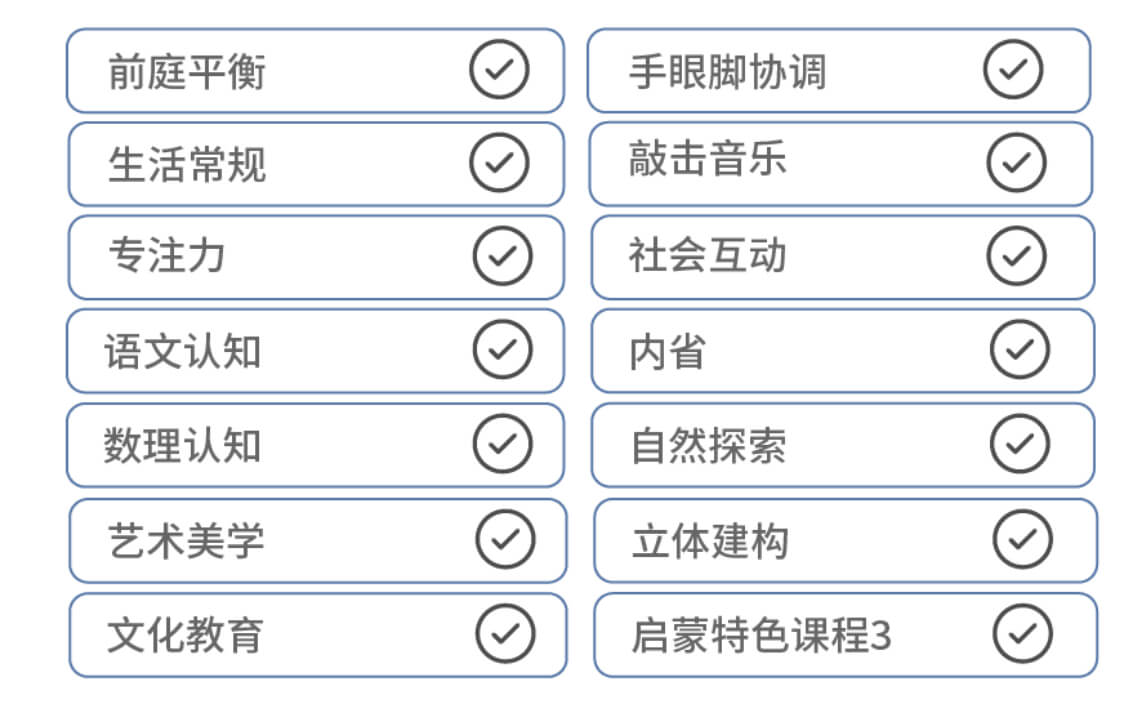 前庭平衡
手眼脚协调
生活常规
敲击音乐
专注力
社会互动
语文认知
内省
数理认知
自然探索
艺术美学
立体建构
文化教育
启蒙特色课程3